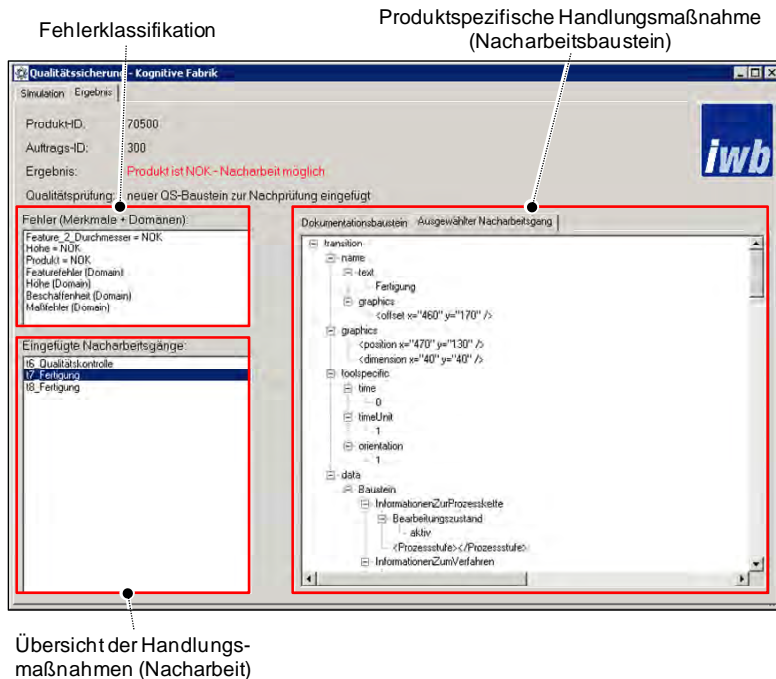 Fehlerklassifikation
Produktspezifische Handlungsmaßnahme
(Nacharbeitsbaustein)
Qualitätssicherung - Kognitive Fabrik
Simulation Ergebnis
Produkt-ID: 70500
Auftrags-ID: 300
Ergebnis: Produkt ist NOK - Nacharbeit möglich
Qualitätsprüfung: neuer QS-Baustein zur Nachprüfung eingefügt
iwb
Fehler (Merkmale + Domänen):
Feature_2_Durchmesser = NOK
Höhe = NOK
Produkt = NOK
Featurefehler (Domain)
Höhe (Domain)
Beschaffenheit (Domain)
Maßfehler (Domain)
Eingefügte Nacharbeitsgänge:
t6_Qualitätskontrolle
t7_Fertigung
t8_Fertigung
Dokumentationsbaustein Ausgewählter Nacharbeitsgang
transition
name
text
Fertigung
graphics
<offset x="460" y="170" />
graphics
<position x="470" y="130" />
<dimension x="40" y="40" />
toolspecific
time
0
timeUnit
1
orientation
1
data
Baustein
InformationenZurProzesskette
Bearbeitungszustand
aktiv
<Prozessstufe></Prozessstufe>
InformationenZumVerfahren
Übersicht der Handlungs-
maßnahmen (Nacharbeit)